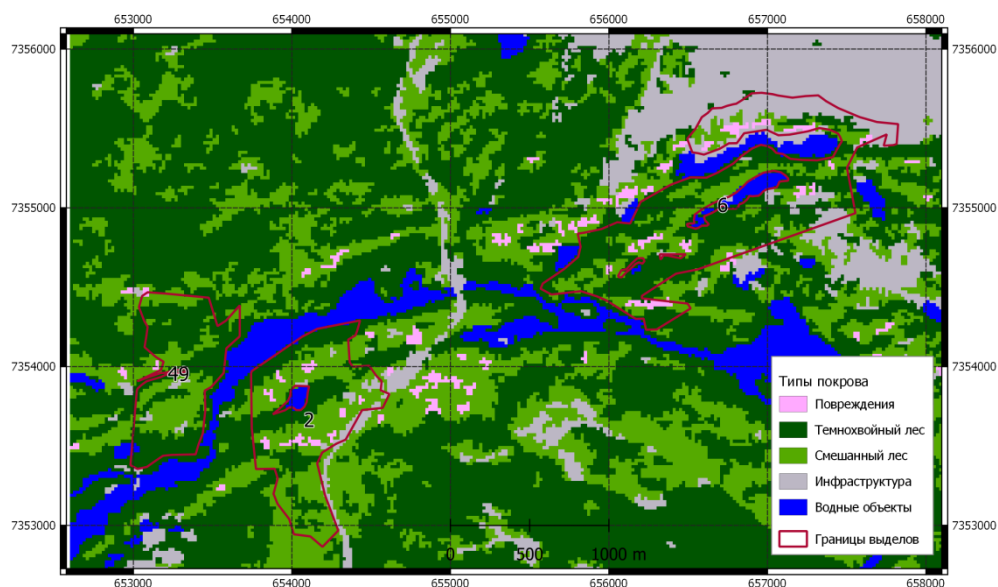 653000 654000 655000 656000 657000 658000
7356000 7356000
7355000 7355000
6
7354000 7354000
49
2
Типы покрова
Повреждения
Темнохвойный лес
Смешанный лес
Инфраструктура
Водные объекты
Границы выделов
7353000 7353000
0 500 1000 m
653000 654000 655000 656000 657000 658000